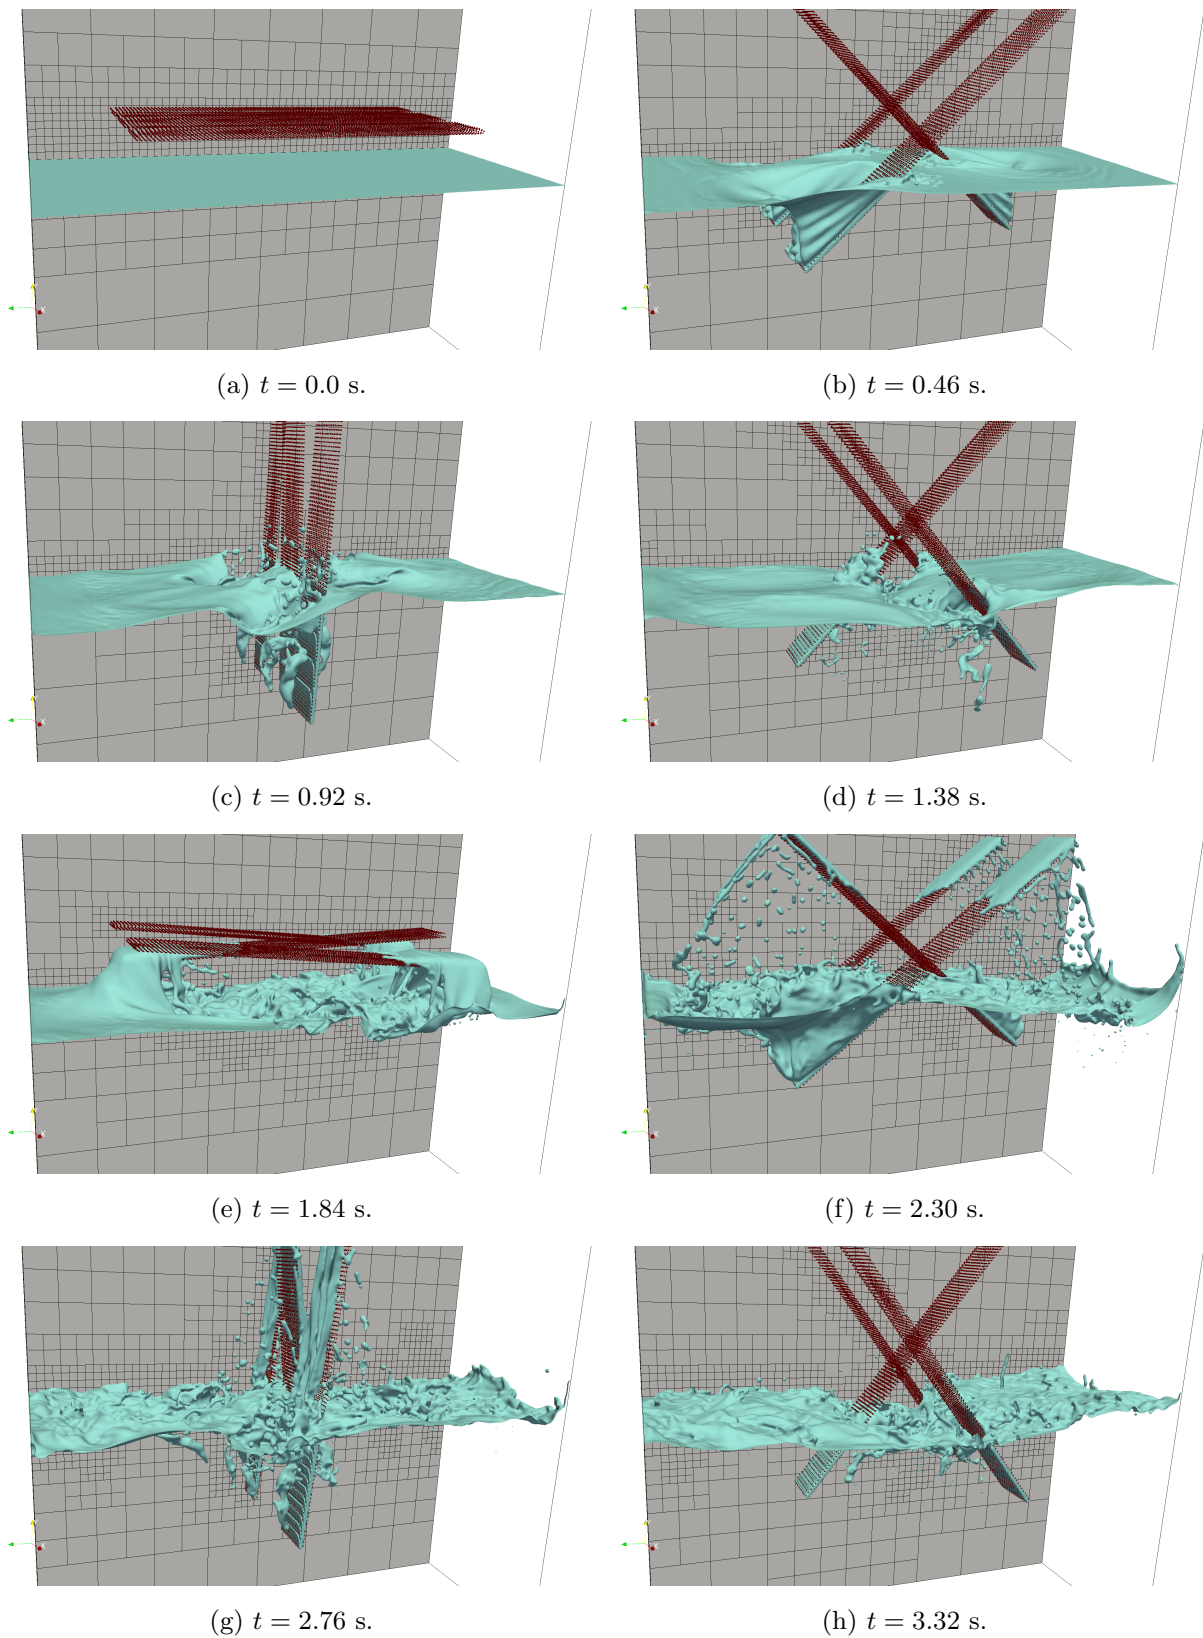 (a) t = 0.0 s.
(b) t = 0.46 s.
(c) t = 0.92 s.
(d) t = 1.38 s.
(e) t = 1.84 s.
(f) t = 2.30 s.
(g) t = 2.76 s.
(h) t = 3.32 s.